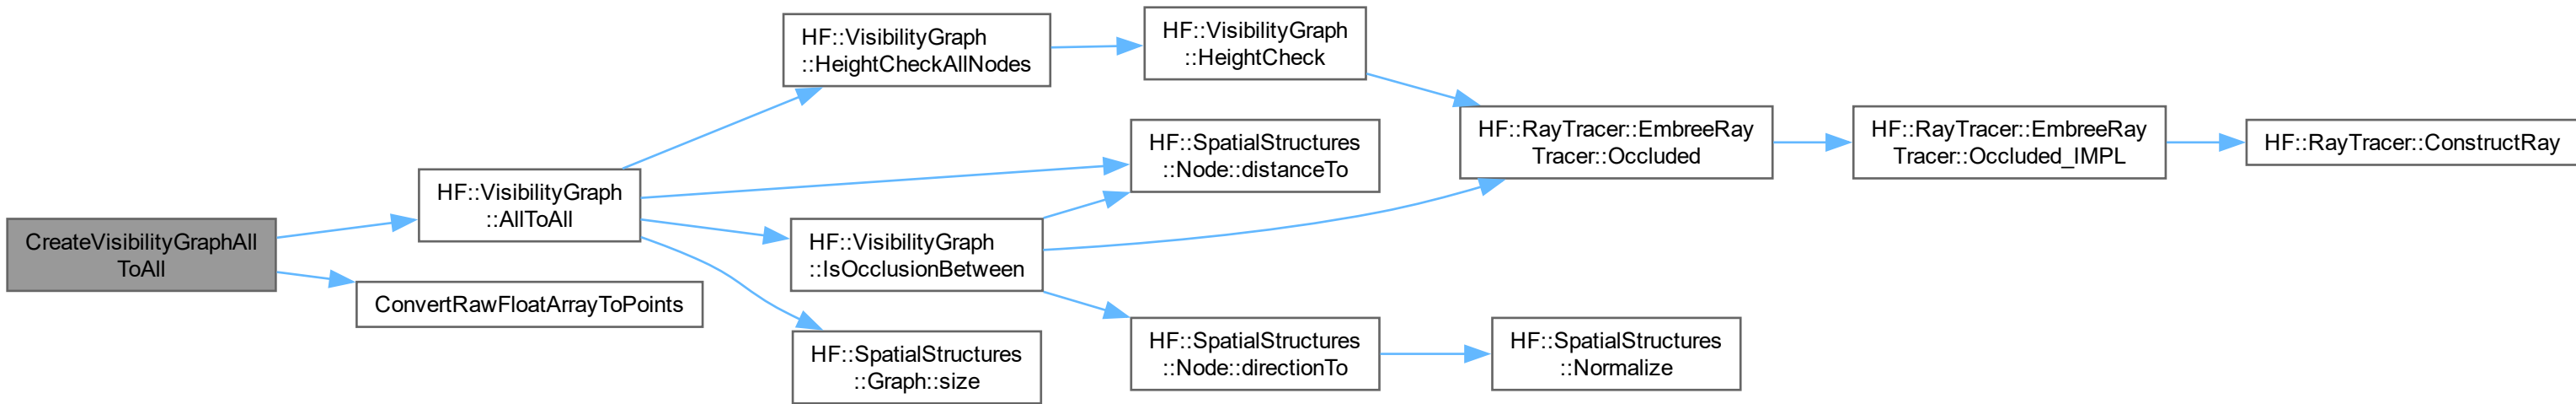 CreateVisibilityGraphAll
ToAll
HF::VisibilityGraph
::AllToAll
ConvertRawFloatArrayToPoints
HF::VisibilityGraph
::HeightCheckAllNodes
HF::VisibilityGraph
::IsOcclusionBetween
HF::SpatialStructures
::Graph::size
HF::VisibilityGraph
::HeightCheck
HF::SpatialStructures
::Node::distanceTo
HF::SpatialStructures
::Node::directionTo
HF::RayTracer::EmbreeRay
Tracer::Occluded
HF::SpatialStructures
::Normalize
HF::RayTracer::EmbreeRay
Tracer::Occluded_IMPL
HF::RayTracer::ConstructRay